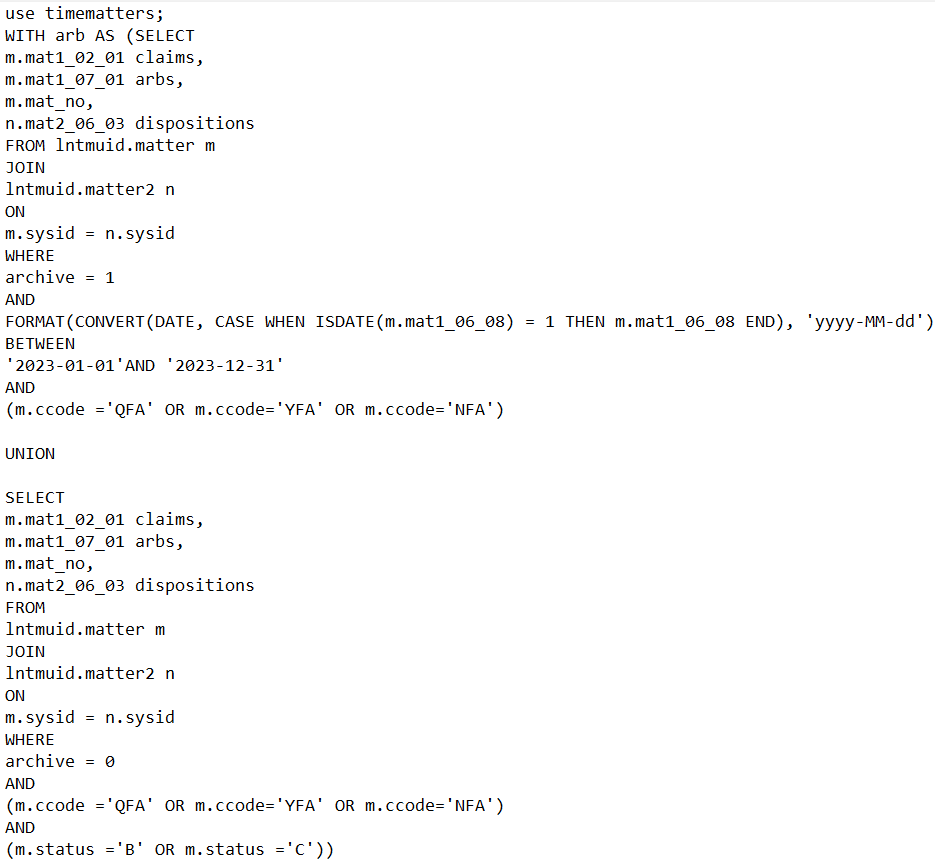 use timematters;
WITH arb AS (SELECT
m.mat1_02_01 claims,
m.mat1_07_01 arbs,
m.mat_no,
n.mat2_06_03 dispositions
FROM lntmuid.matter m
JOIN
lntmuid.matter2 n
ON
m.sysid = n.sysid
WHERE
archive = 1
AND
FORMAT(CONVERT(DATE, CASE WHEN ISDATE(m.mat1_06_08) = 1 THEN m.mat1_06_08 END), 'yyyy-MM-dd')
BETWEEN
'2023-01-01'AND '2023-12-31'
AND
(m.ccode ='QFA' OR m.ccode='YFA' OR m.ccode='NFA')

UNION

SELECT
m.mat1_02_01 claims,
m.mat1_07_01 arbs,
m.mat_no,
n.mat2_06_03 dispositions
FROM
lntmuid.matter m
JOIN
lntmuid.matter2 n
ON
m.sysid = n.sysid
WHERE
archive = 0
AND
(m.ccode ='QFA' OR m.ccode='YFA' OR m.ccode='NFA')
AND
(m.status ='B' OR m.status ='C'))